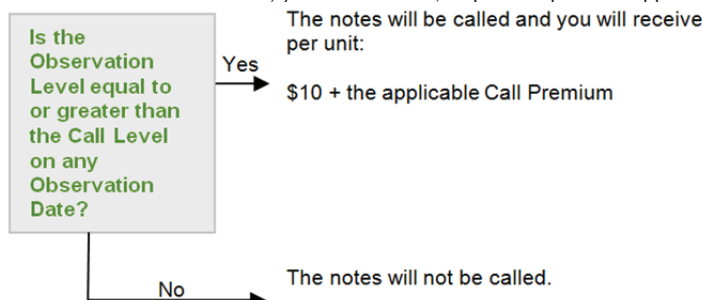 The notes will be called and you will receive
per unit:
Is the
Observation
Level equal to
or greater than
the Call Level
on any
Observation
Date?
Yes
$10 + the applicable Call Premium
No
The notes will not be called.